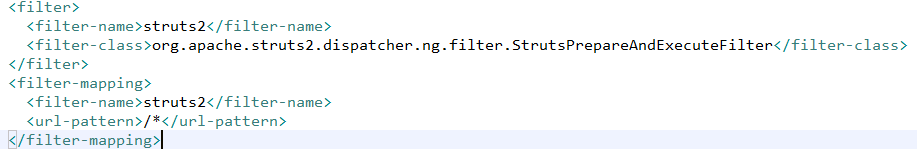 <filter>
<filter-name>struts2</filter-name>
<filter-class>org.apache.struts2.dispatcher.ng.filter.StrutsPrepareAndExecuteFilter</filter-class>
</filter>
<filter-mapping>
<filter-name>struts2</filter-name>
<url-pattern>/*</url-pattern>
</filter-mapping>